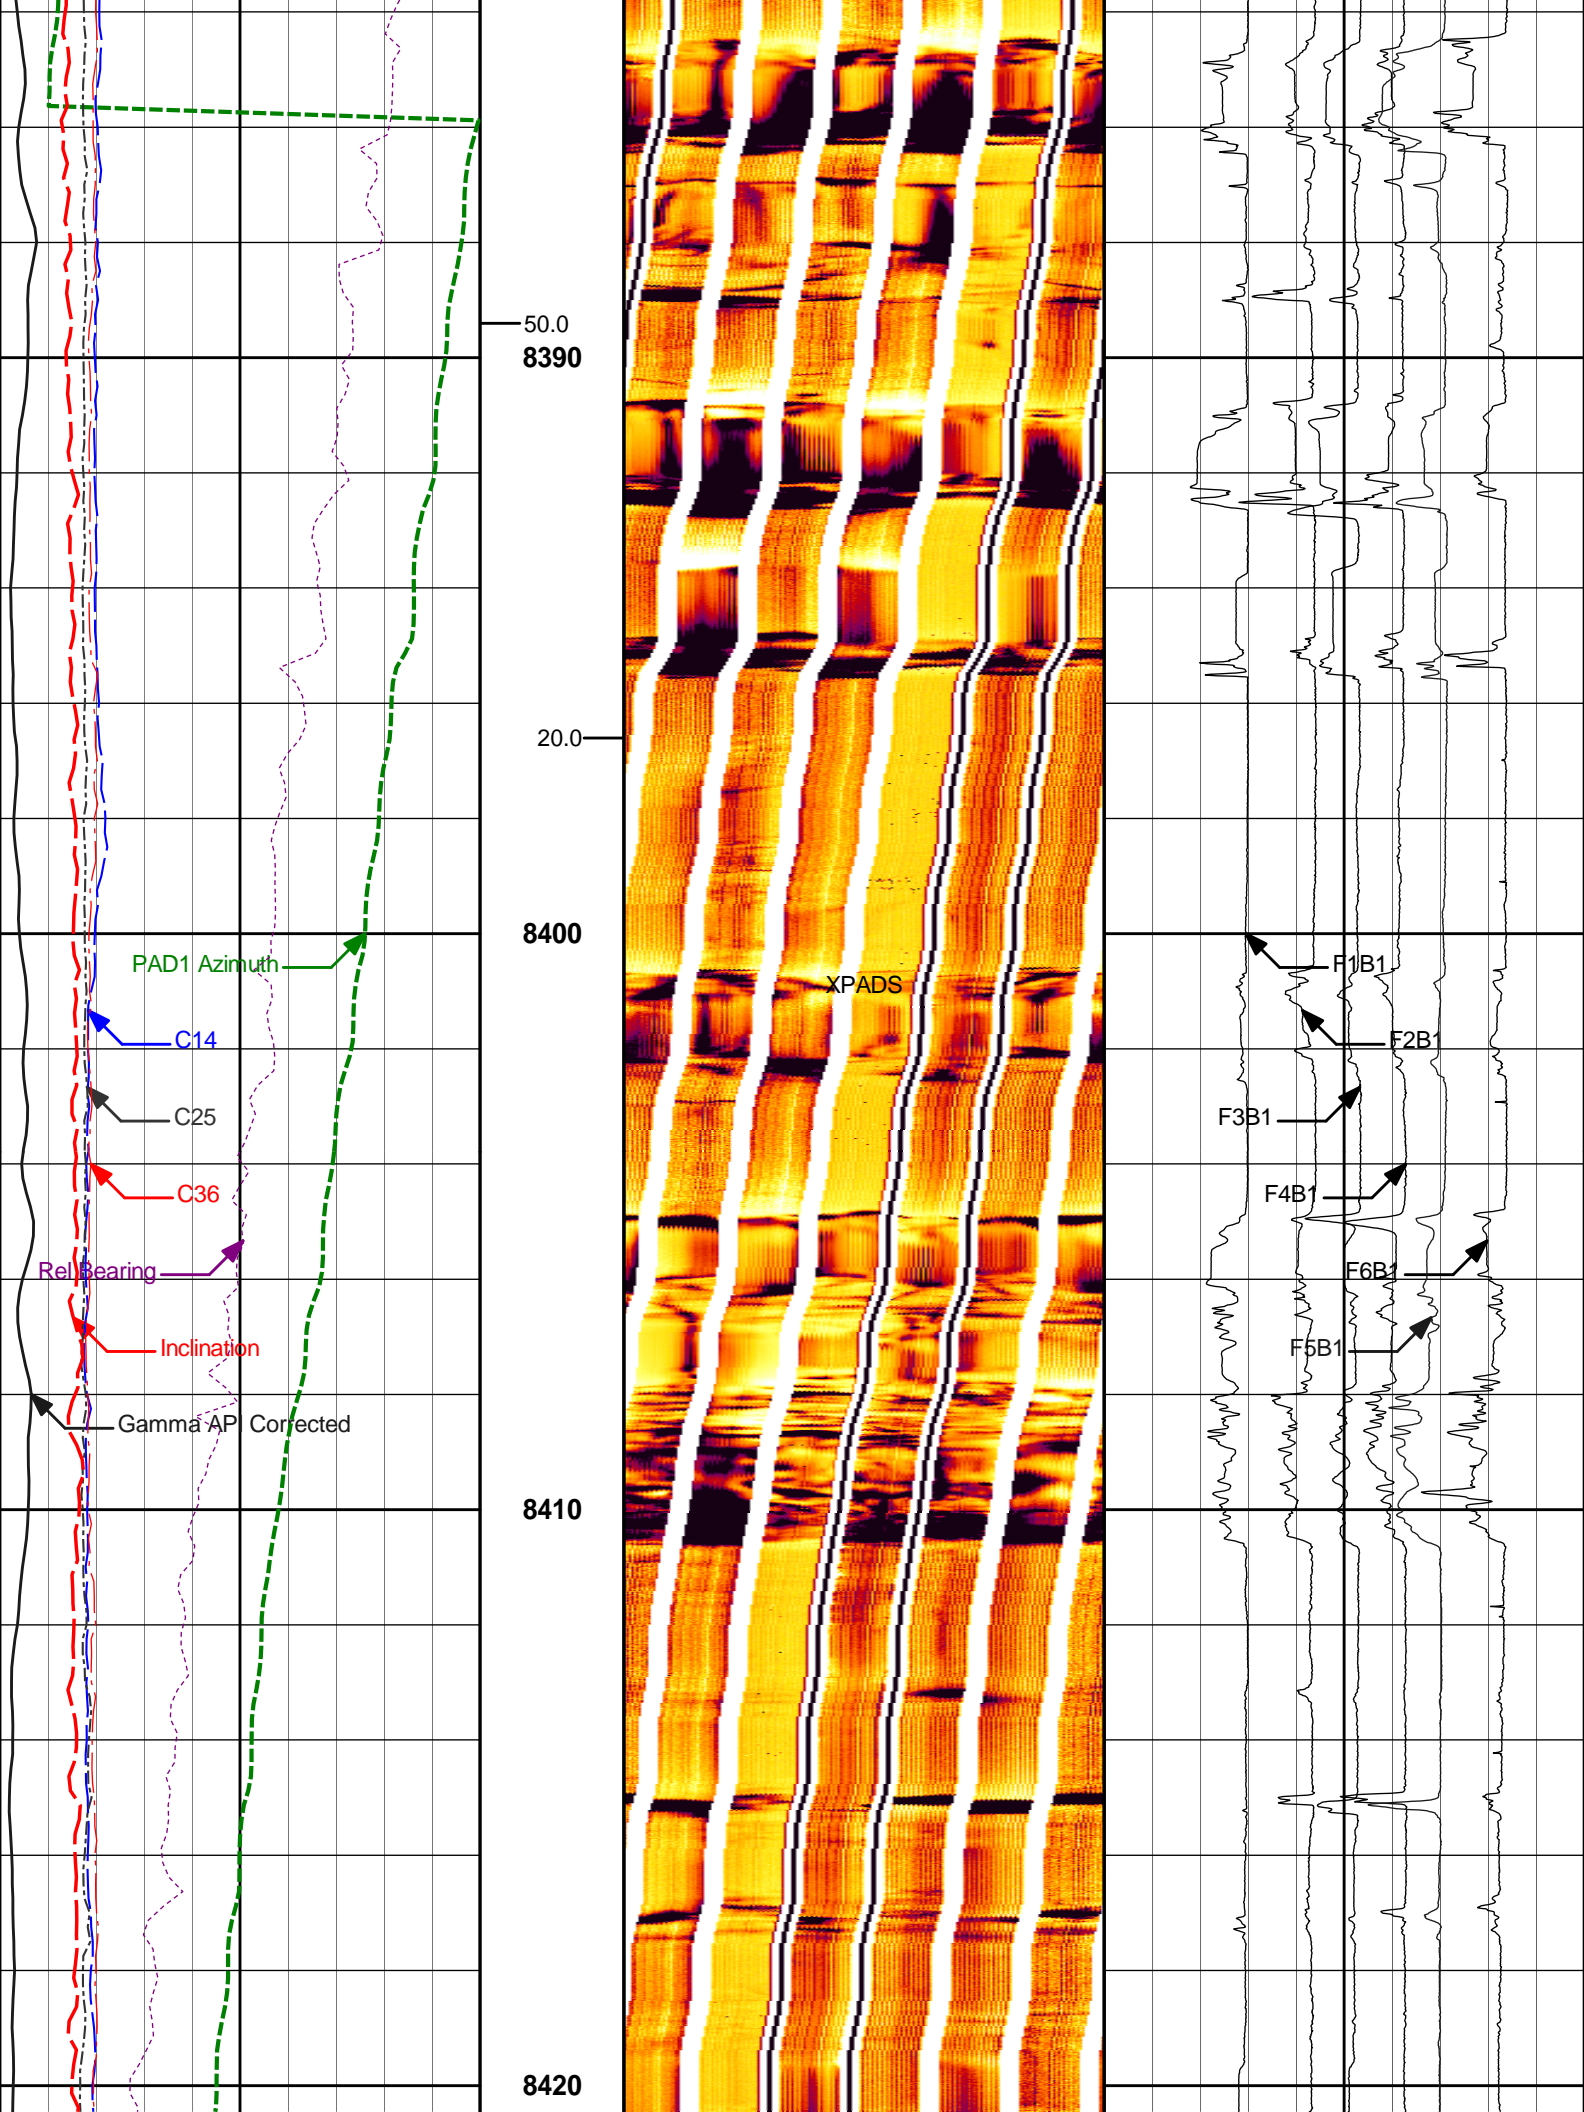 50.0
8390
20.0
8400
PAD1 Azimuth
F1B1
XPADS
C14
F2B1
C25
F3B1
C36
F4B1
Rel Bearing
F6B1
Inclination
F5B1
Gamma API Corrected
8410
8420